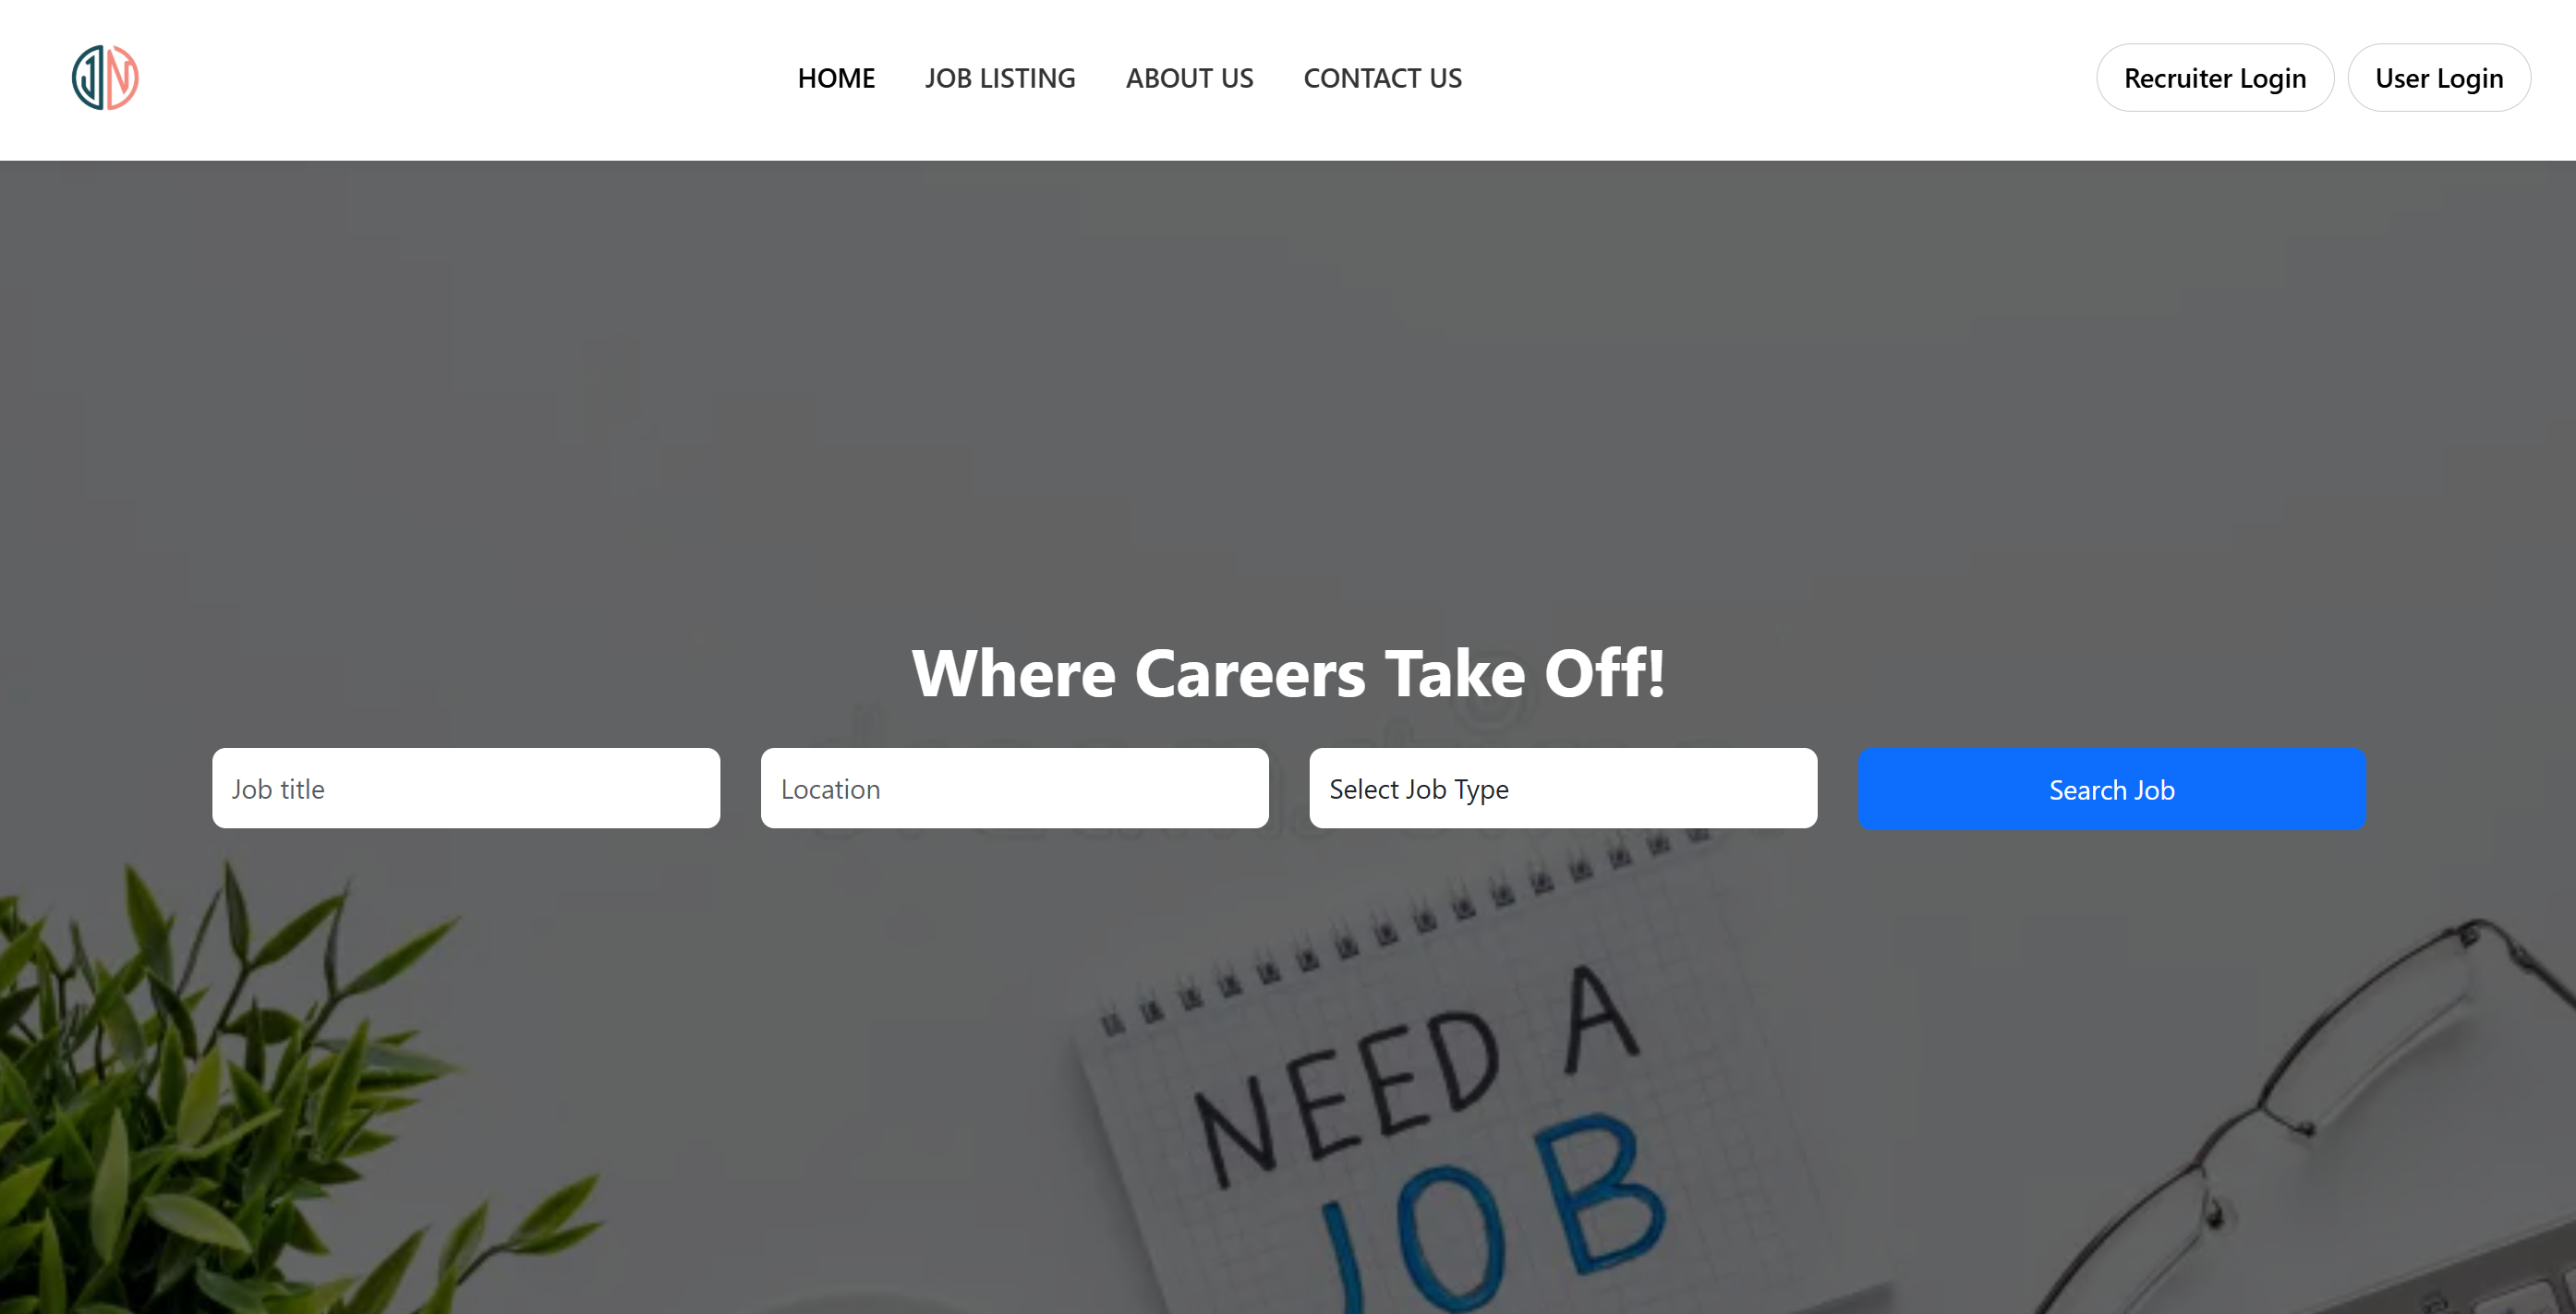 JN
HOME JOB LISTING ABOUT US CONTACT US Recruiter Login User Login
Where Careers Take Off!
Job title Location Select Job Type Search Job
NEED A
JOB